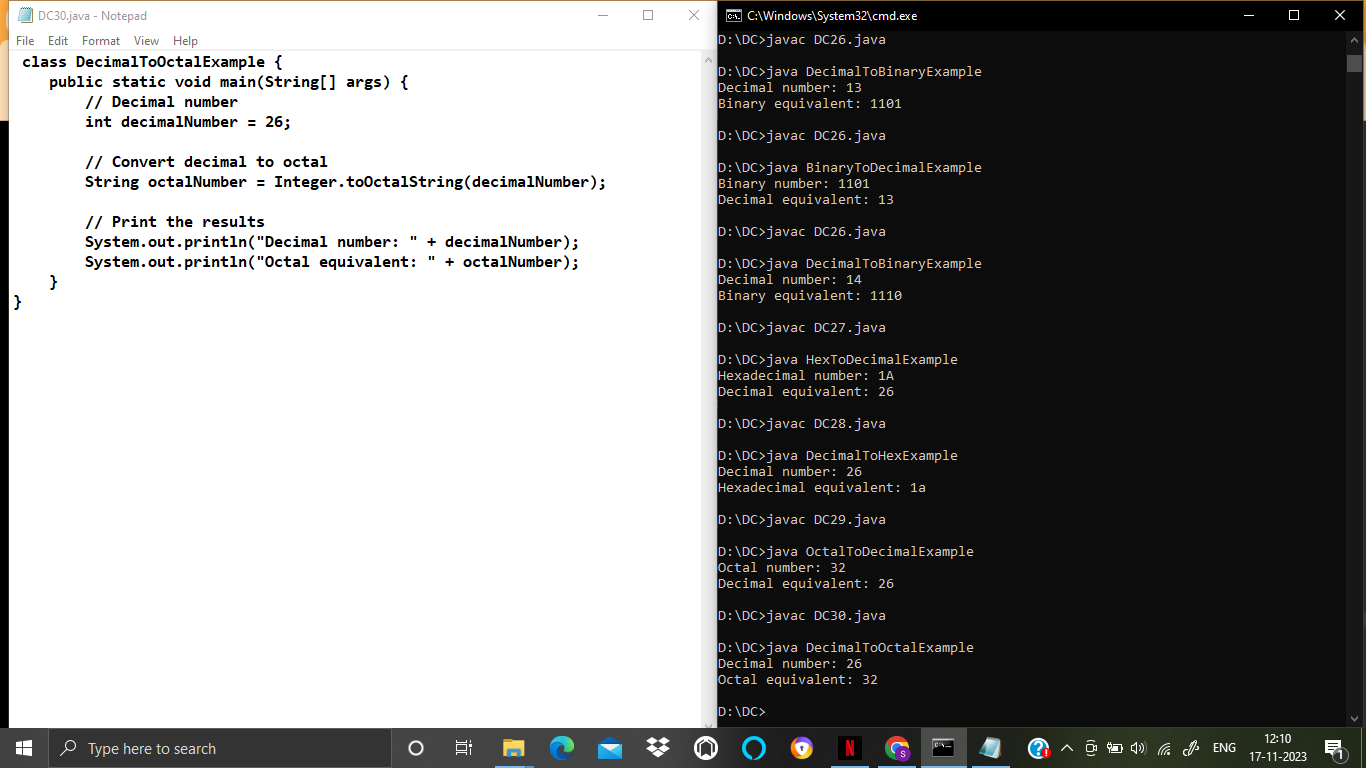 DC30.java - Notepad
File Edit Format View Help
class DecimalToOctalExample {
public static void main(String[] args) {
// Decimal number
int decimalNumber = 26;
// Convert decimal to octal
String octalNumber = Integer.toOctalString(decimalNumber);
// Print the results
System.out.println("Decimal number: " + decimalNumber);
System.out.println("Octal equivalent: " + octalNumber);
}
}
C:\Windows\System32\cmd.exe
D:\DC>javac DC26.java
D:\DC>java DecimalToBinaryExample
Decimal number: 13
Binary equivalent: 1101
D:\DC>javac DC26.java
D:\DC>java BinaryToDecimalExample
Binary number: 1101
Decimal equivalent: 13
D:\DC>javac DC26.java
D:\DC>java DecimalToBinaryExample
Decimal number: 14
Binary equivalent: 1110
D:\DC>javac DC27.java
D:\DC>java HexToDecimalExample
Hexadecimal number: 1A
Decimal equivalent: 26
D:\DC>javac DC28.java
D:\DC>java DecimalToHexExample
Decimal number: 26
Hexadecimal equivalent: 1a
D:\DC>javac DC29.java
D:\DC>java OctalToDecimalExample
Octal number: 32
Decimal equivalent: 26
D:\DC>javac DC30.java
D:\DC>java DecimalToOctalExample
Decimal number: 26
Octal equivalent: 32
D:\DC>
Type here to search
ENG
12:10
17-11-2023
1